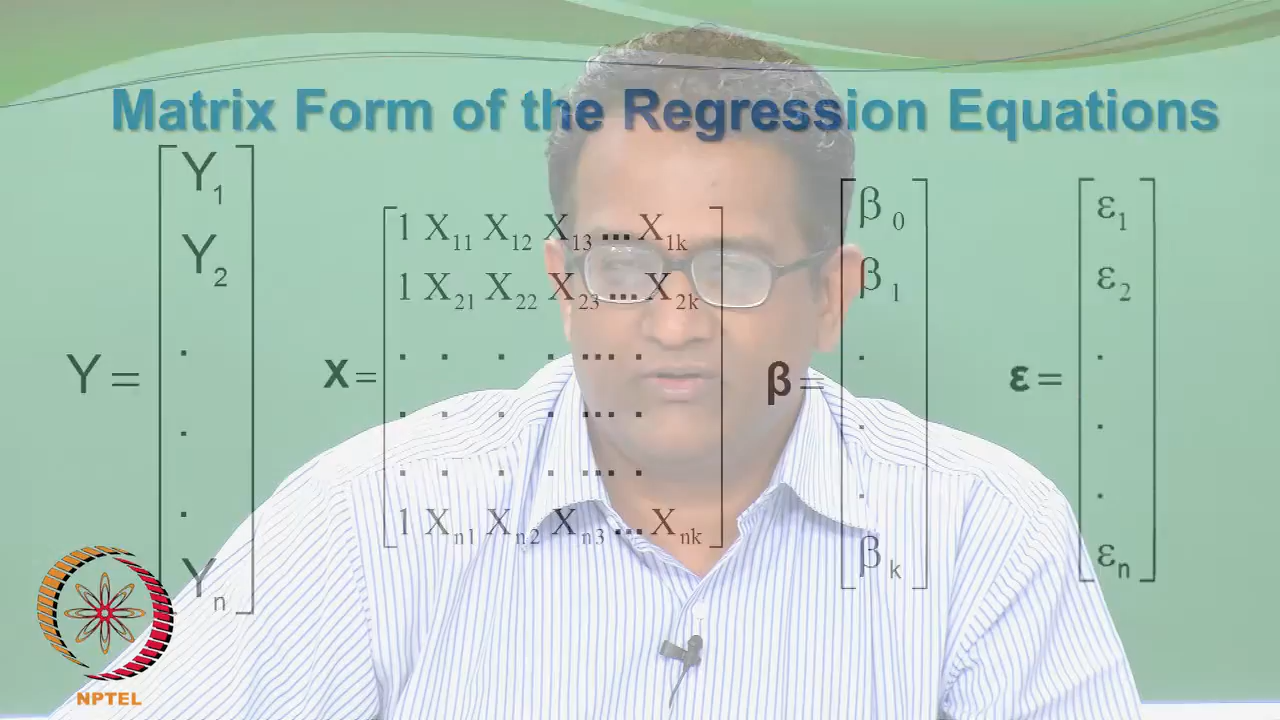 Matrix Form of the Regression Equations
Y = [ Y₁ Y₂ . . . Yₙ ]
X = [ 1 X₁₁ X₁₂ X₁₃ ... X₁ₖ
1 X₂₁ X₂₂ X₂₃ ... X₂ₖ
. . . . ... .
. . . . ... .
. . . . ... .
1 Xₙ₁ Xₙ₂ Xₙ₃ ... Xₙₖ ]
β = [ β₀ β₁ . . . βₖ ]
ε = [ ε₁ ε₂ . . . εₙ ]
NPTEL